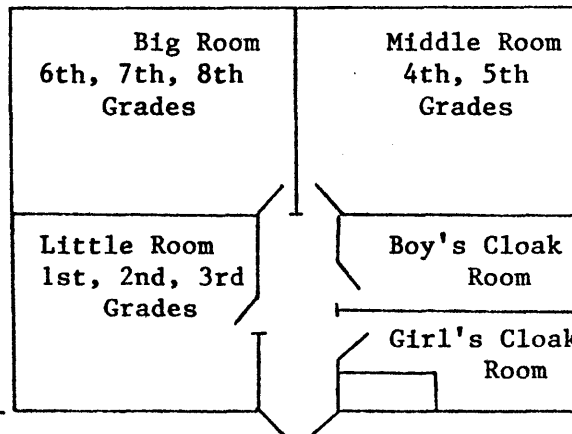 Big Room
6th, 7th, 8th
Grades
Middle Room
4th, 5th
Grades
Little Room
1st, 2nd, 3rd
Grades
Boy's Cloak
Room
Girl's Cloak
Room